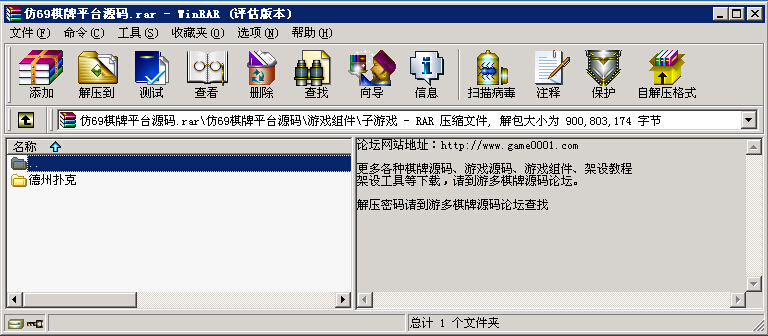 仿69棋牌平台源码.rar - WinRAR (评估版本)
文件(F) 命令(C) 工具(S) 收藏夹(O) 选项(N) 帮助(H)
添加 解压到 测试 查看 删除 查找 向导 信息 扫描病毒 注释 保护 自解压格式
仿69棋牌平台源码.rar\仿69棋牌平台源码\游戏组件\子游戏 - RAR 压缩文件, 解包大小为 900,803,174 字节
名称
..
德州扑克
论坛网站地址：http://www.game0001.com
更多各种棋牌源码、游戏源码、游戏组件、架设教程
架设工具等下载，请到游多棋牌源码论坛。
解压密码请到游多棋牌源码论坛查找
总计 1 个文件夹